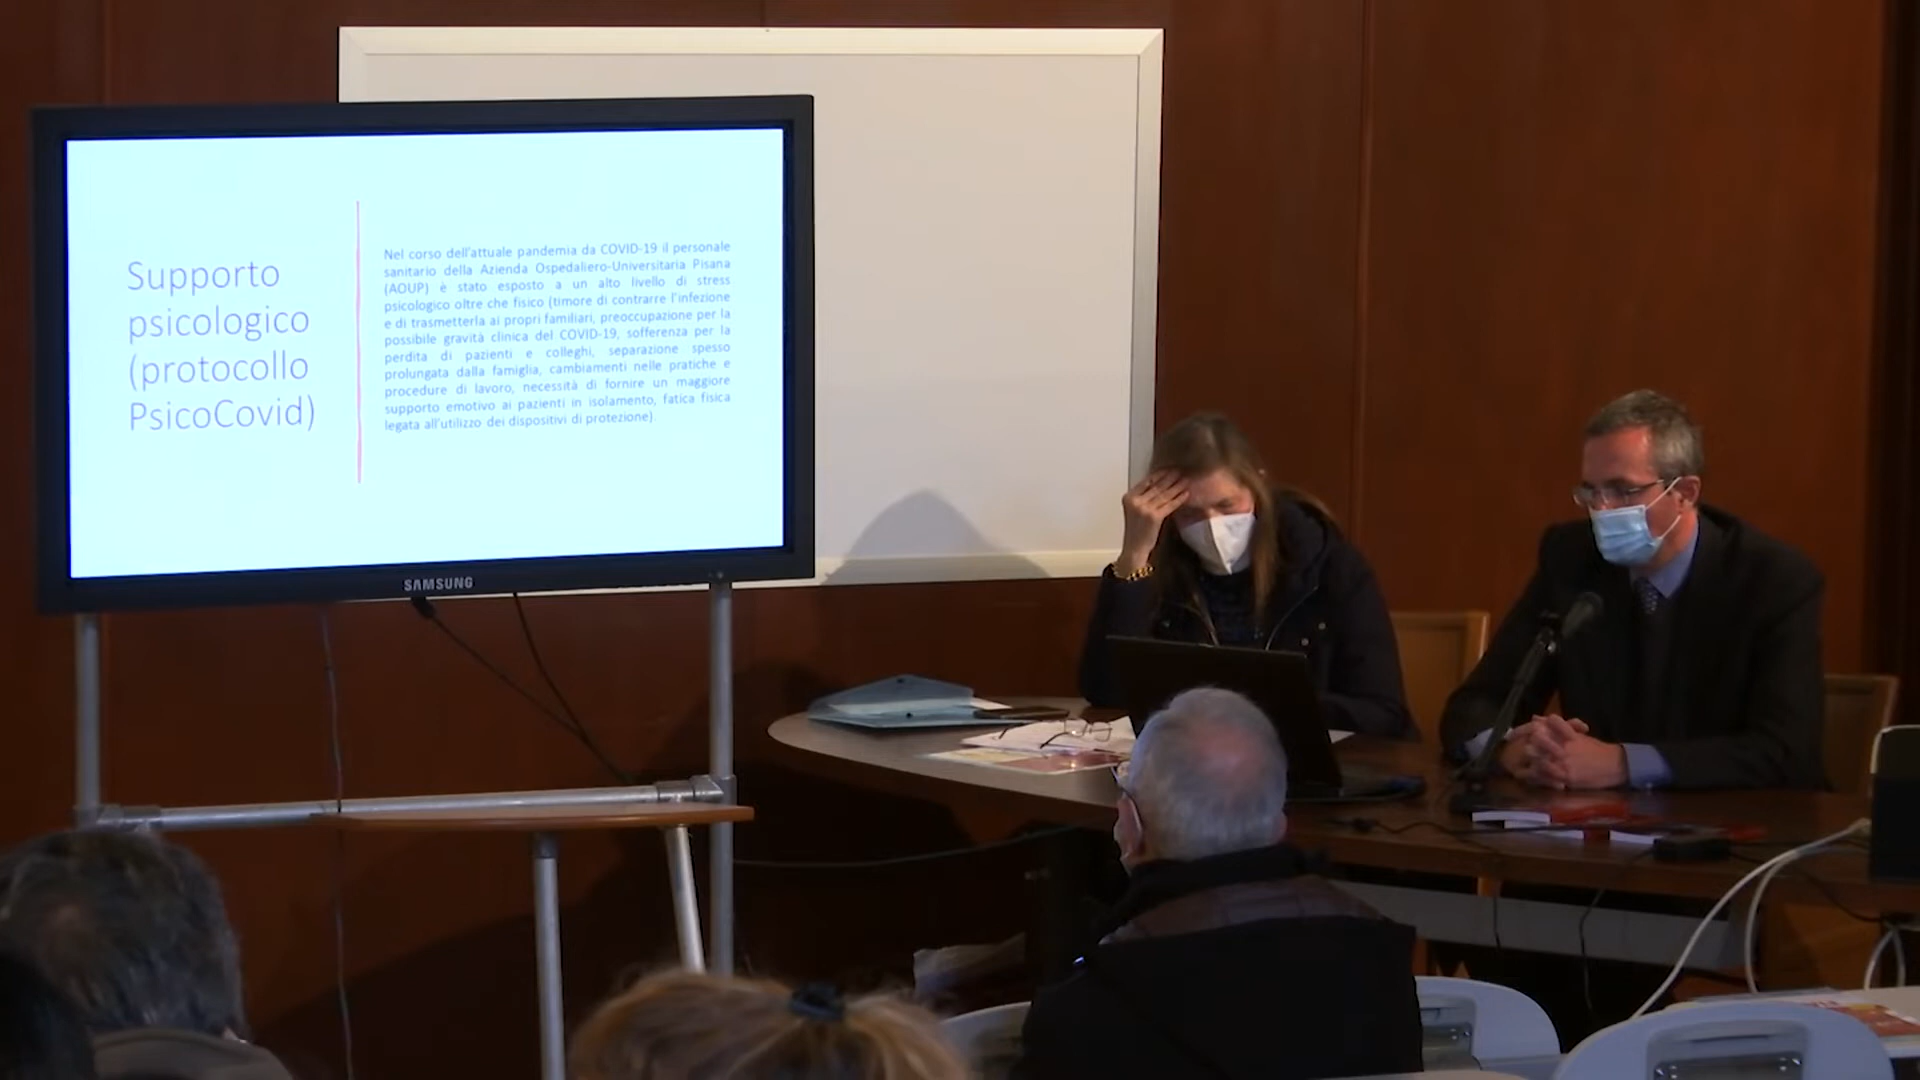 Supporto
psicologico
(protocollo
PsicoCovid)
Nel corso dell'attuale pandemia da COVID-19 il personale
sanitario della Azienda Ospedaliero-Universitaria Pisana
(AOUP) è stato esposto a un alto livello di stress
psicologico oltre che fisico (timore di contrarre l'infezione
e di trasmetterla ai propri familiari, preoccupazione per la
possibile gravità clinica del COVID-19, sofferenza per la
perdita di pazienti e colleghi, separazione spesso
prolungata dalla famiglia, cambiamenti nelle pratiche e
procedure di lavoro, necessità di fornire un maggiore
supporto emotivo ai pazienti in isolamento, fatica fisica
legata all'utilizzo dei dispositivi di protezione).
SAMSUNG